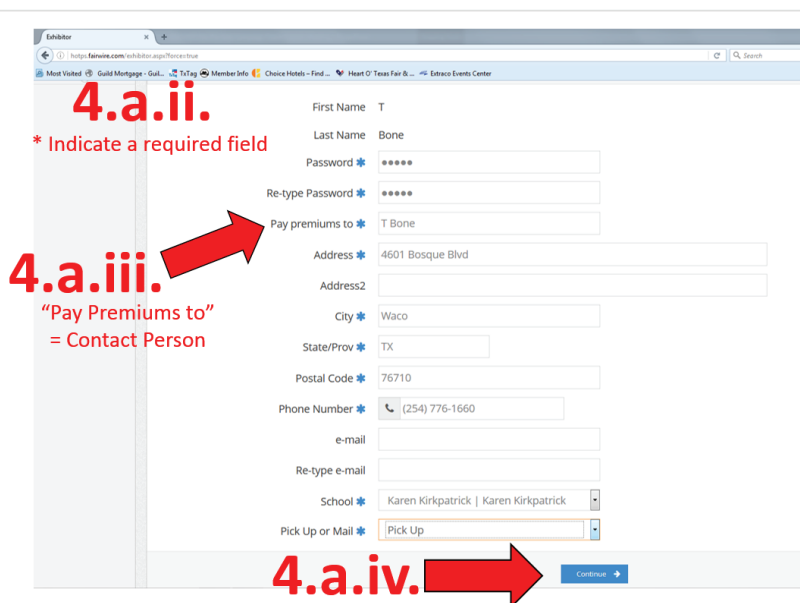 Exhibitor × +
hotps.fairwire.com/exhibitor.aspx?force=true Search
Most Visited Guild Mortgage - Guil... TxTag Member Info Choice Hotels – Find ... Heart O' Texas Fair & ... Extraco Events Center
4.a.ii.
* Indicate a required field
First Name T
Last Name Bone
Password ✱ ●●●●●
Re-type Password ✱ ●●●●●
Pay premiums to ✱ T Bone
4.a.iii.
"Pay Premiums to"
= Contact Person
Address ✱ 4601 Bosque Blvd
Address2
City ✱ Waco
State/Prov ✱ TX
Postal Code ✱ 76710
Phone Number ✱ (254) 776-1660
e-mail
Re-type e-mail
School ✱ Karen Kirkpatrick | Karen Kirkpatrick
Pick Up or Mail ✱ Pick Up
4.a.iv.
Continue →